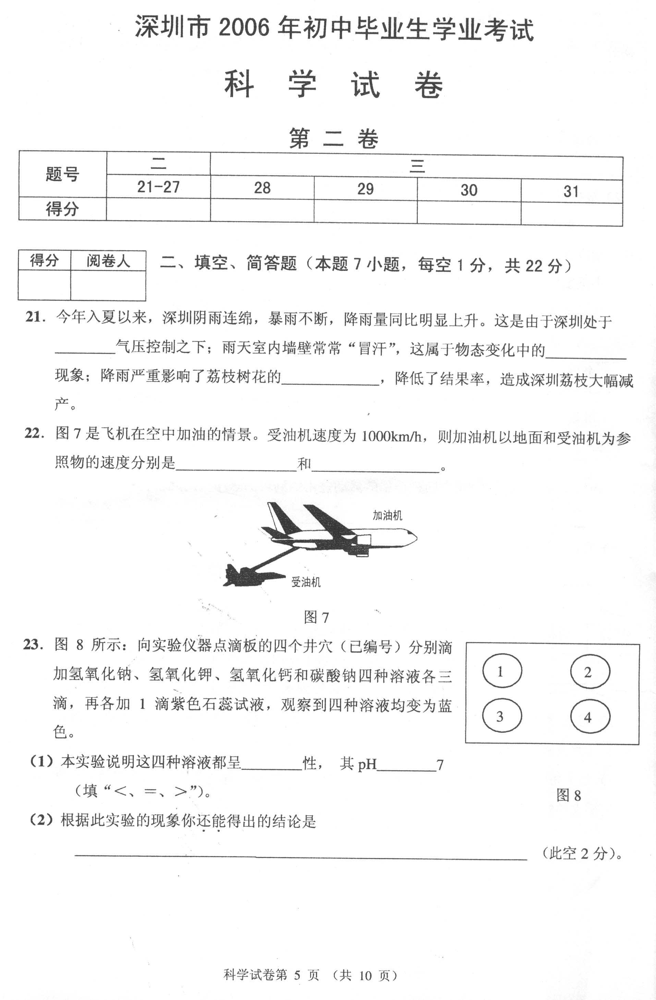 深圳市 2006 年初中毕业生学业考试
科 学 试 卷
第 二 卷
题号 二 三
21-27 28 29 30 31
得分
得分 阅卷人
二、填空、简答题（本题 7 小题，每空 1 分，共 22 分）
21. 今年入夏以来，深圳阴雨连绵，暴雨不断，降雨量同比明显上升。这是由于深圳处于
________气压控制之下；雨天室内墙壁常常“冒汗”，这属于物态变化中的__________
现象；降雨严重影响了荔枝树花的____________，降低了结果率，造成深圳荔枝大幅减
产。
22. 图 7 是飞机在空中加油的情景。受油机速度为 1000km/h，则加油机以地面和受油机为参
照物的速度分别是________________和________________。
加油机
受油机
图 7
23. 图 8 所示：向实验仪器点滴板的四个井穴（已编号）分别滴
加氢氧化钠、氢氧化钾、氢氧化钙和碳酸钠四种溶液各三
滴，再各加 1 滴紫色石蕊试液，观察到四种溶液均变为蓝
色。
1 2
3 4
（1）本实验说明这四种溶液都呈________性， 其 pH________7
（填“<、=、>”）。
图 8
（2）根据此实验的现象你还能得出的结论是
____________________________________________________________（此空 2 分）。
科学试卷第 5 页 （共 10 页）